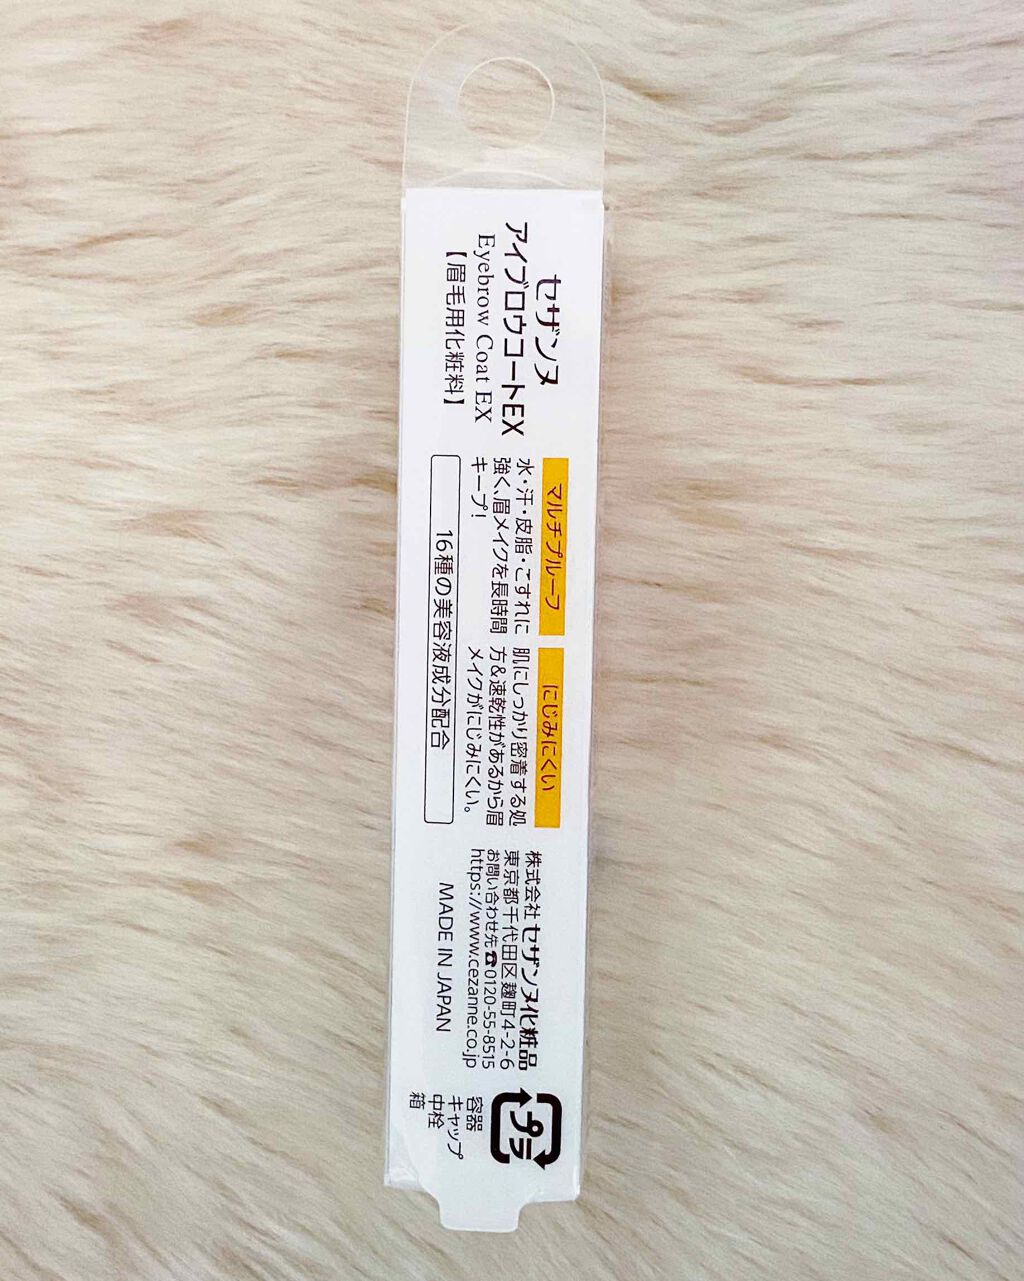 セザンヌ
アイブロウコートEX
Eyebrow Coat EX
【眉毛用化粧料】
マルチプルーフ
水・汗・皮脂・こすれに
強く、眉メイクを長時間
キープ!
にじみにくい
肌にしっかり密着する処
方&速乾性があるから眉
メイクがにじみにくい。
16種の美容液成分配合
株式会社セザンヌ化粧品
東京都千代田区麹町4-2-6
お問い合わせ先☎0120-55-8515
https://www.cezanne.co.jp
MADE IN JAPAN
プラ
容器
キャップ
中栓
箱